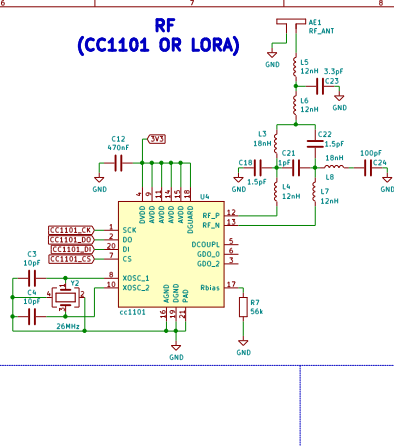 6
7
8
RF
(CC1101 OR LORA)
AE1
RF_ANT
GND
L5
12nH
3.3pF
C23
GND
L6
12nH
C12
470nF
3V3
GND
L3
18nH
C22
1.5pF
C18
1.5pF
GND
C21
1pF
18nH
L8
100pF
C24
GND
L4
12nH
L7
12nH
4 9 11 14 15 18
DVDD
AVDD
AVDD
AVDD
AVDD
DGUARD
U4
RF_P 12
RF_N 13
CC1101_CK 1 SCK
CC1101_DO 2 DO
CC1101_DI 20 DI
CC1101_CS 7 CS
DCOUPL 5
GDO_0 6
GDO_2 3
C3
10pF
8 XOSC_1
10 XOSC_2
Y2
C4
10pF
4
1
2
3
26MHz
Rbias 17
R7
56k
AGND
DGND
PAD
cc1101
16 19 21
GND
GND